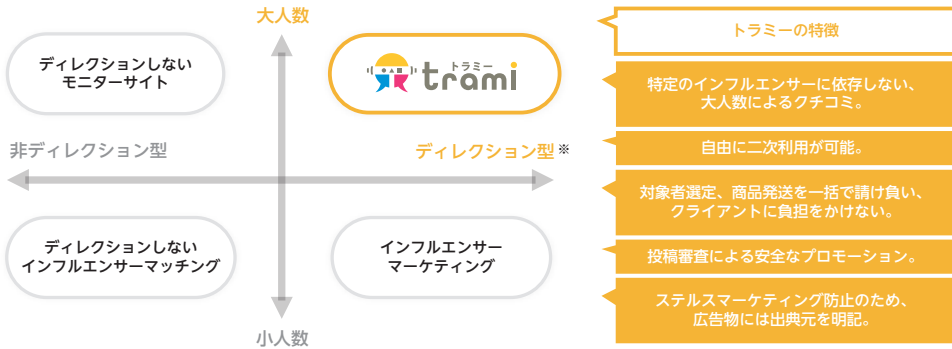 大人数
ディレクションしない
モニターサイト
トラミー
trami
非ディレクション型
ディレクション型※
ディレクションしない
インフルエンサーマッチング
インフルエンサー
マーケティング
小人数
トラミーの特徴
特定のインフルエンサーに依存しない、
大人数によるクチコミ。
自由に二次利用が可能。
対象者選定、商品発送を一括で請け負い、
クライアントに負担をかけない。
投稿審査による安全なプロモーション。
ステルスマーケティング防止のため、
広告物には出典元を明記。